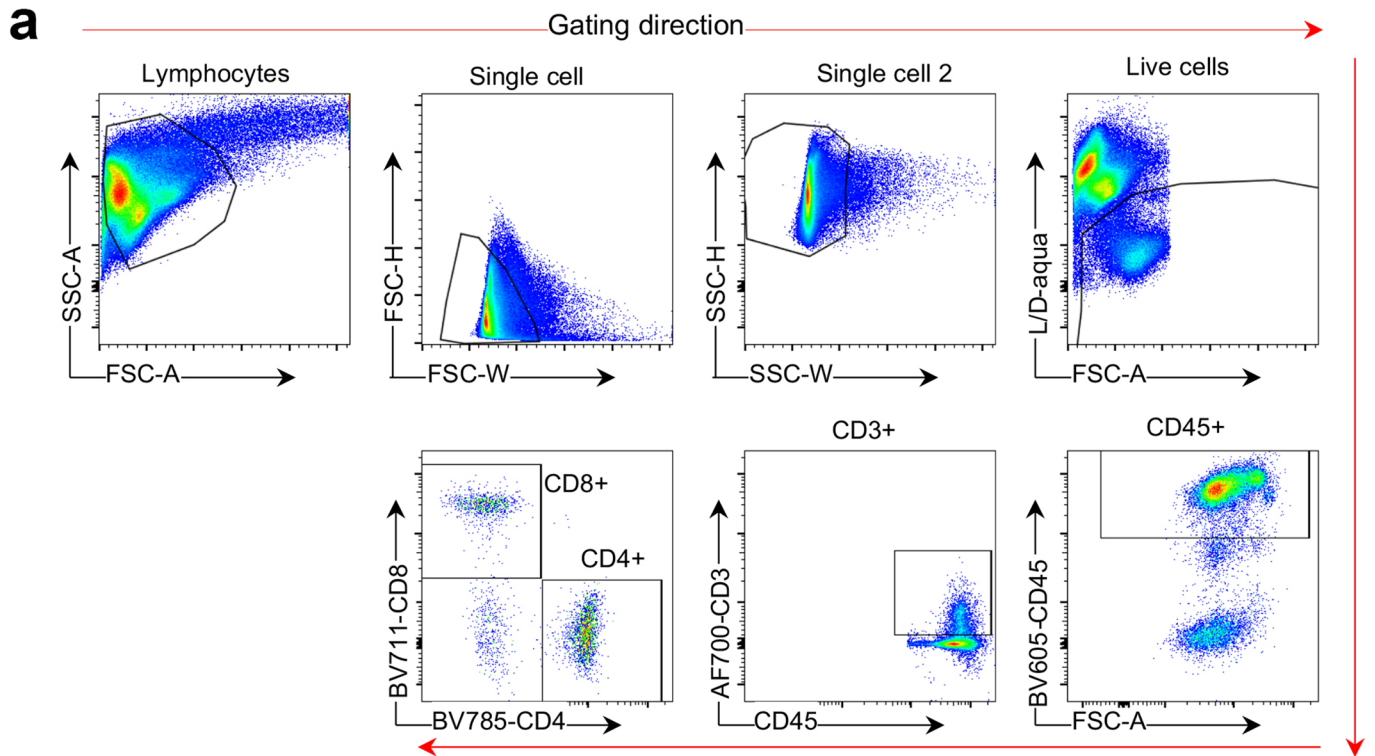 a
Gating direction
Lymphocytes
Single cell
Single cell 2
Live cells
SSC-A
FSC-A
FSC-H
FSC-W
SSC-H
SSC-W
L/D-aqua
FSC-A
CD8+
CD4+
BV711-CD8
BV785-CD4
CD3+
AF700-CD3
CD45
CD45+
BV605-CD45
FSC-A